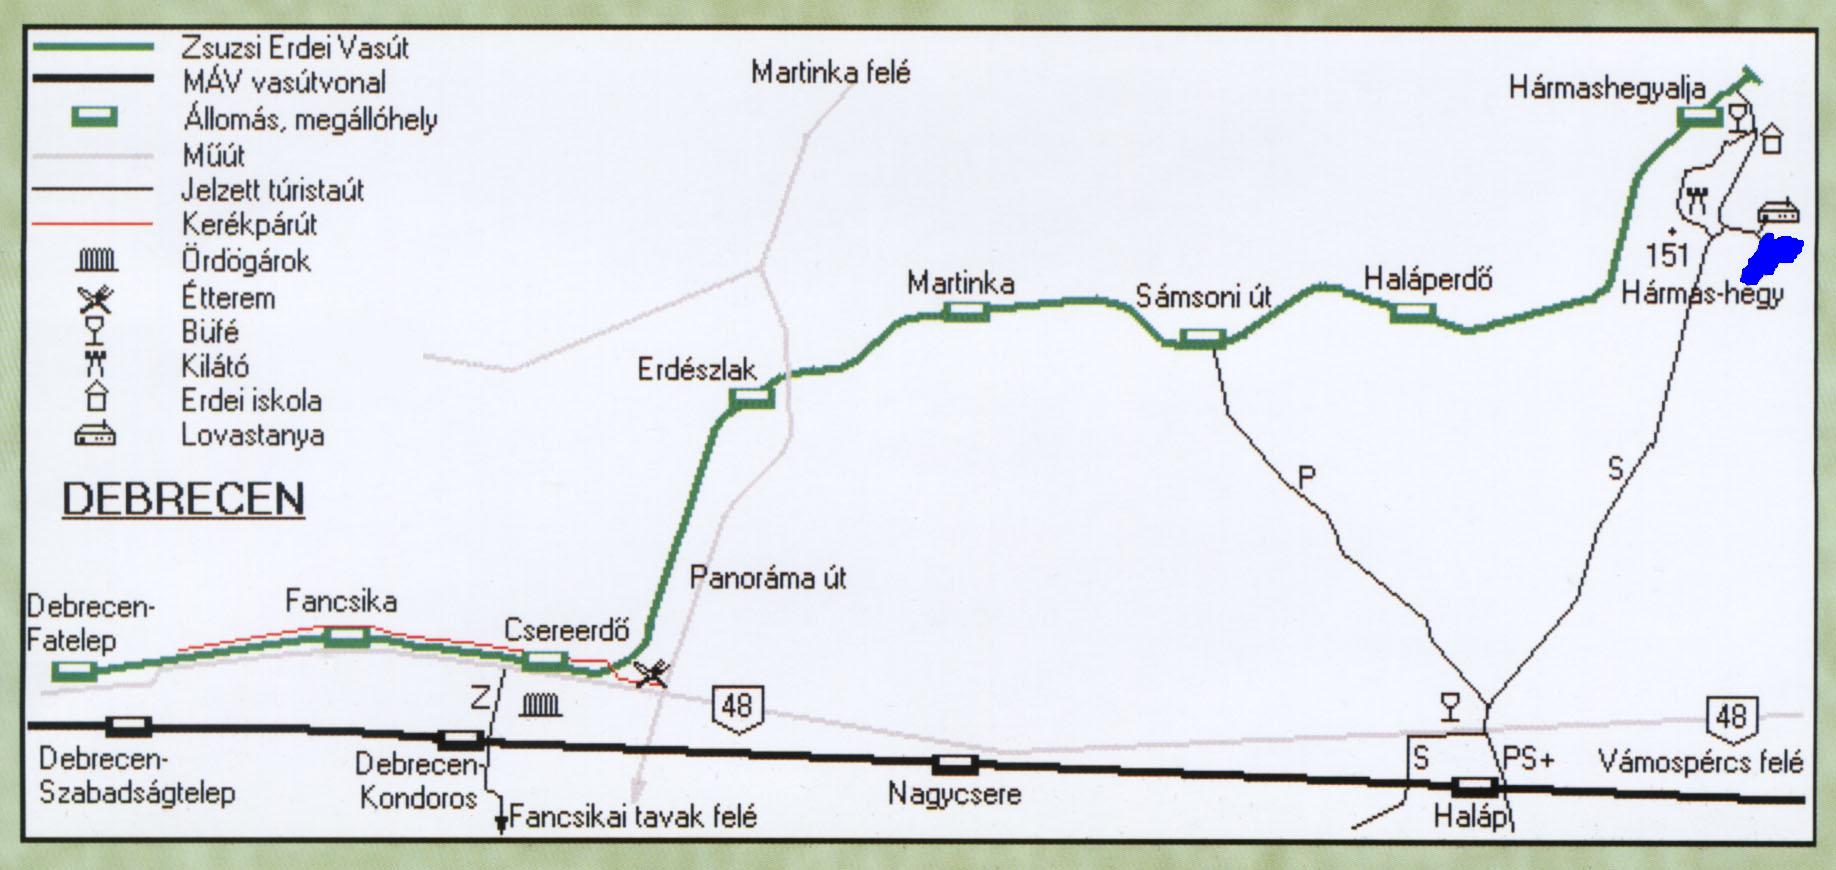 Zsuzsi Erdei Vasút
MÁV vasútvonal
Állomás, megállóhely
Műút
Jelzett túristaút
Kerékpárút
Ördögárok
Étterem
Büfé
Kilátó
Erdei iskola
Lovastanya
DEBRECEN
Martinka felé
Hármashegyalja
151
Hármas-hegy
Martinka
Sámsoni út
Haláperdő
Erdészlak
P
S
Panoráma út
Debrecen-
Fatelep
Fancsika
Csereerdő
Z
48
48
Debrecen-
Szabadságtelep
Debrecen-
Kondoros
Nagycsere
S
PS+
Vámospércs felé
Haláp
Fancsikai tavak felé